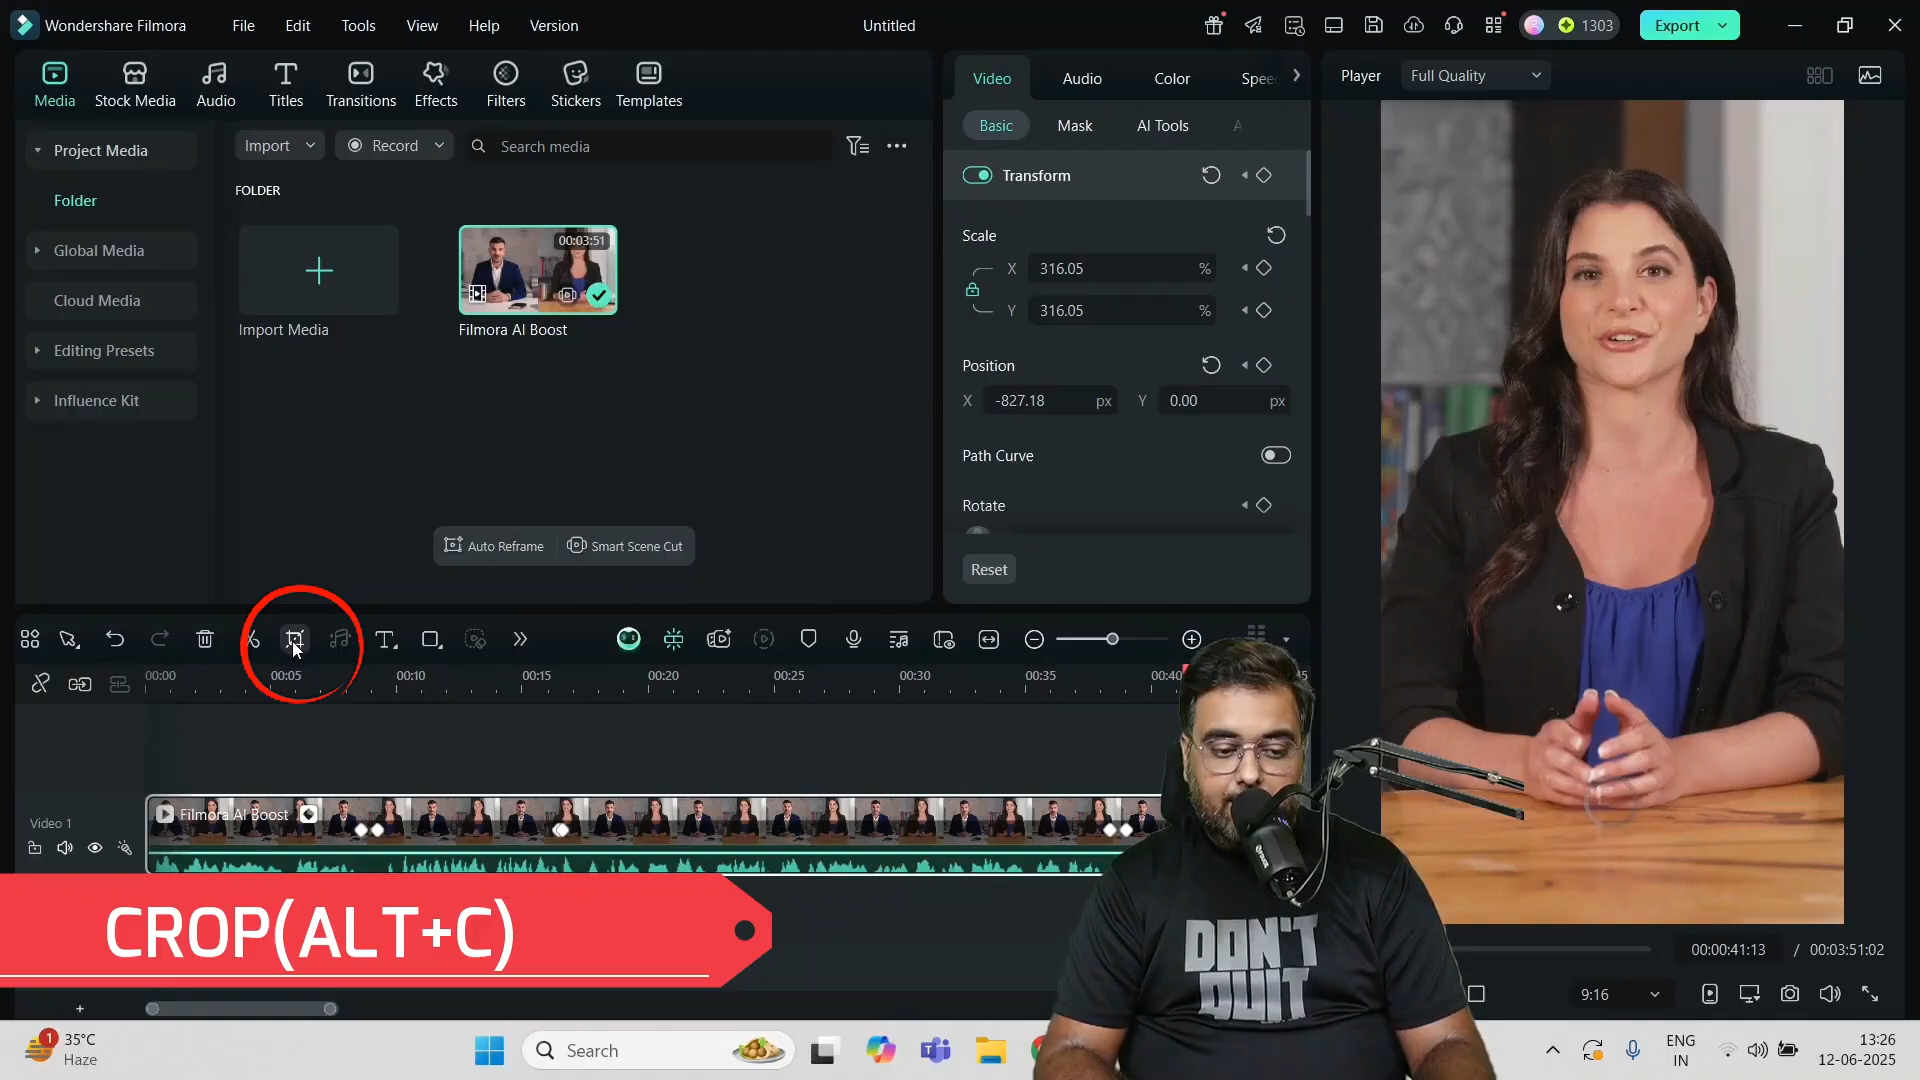 Wondershare Filmora File Edit Tools View Help Version Untitled 1303 Export
Media Stock Media Audio Titles Transitions Effects Filters Stickers Templates
Project Media
Folder
Global Media
Cloud Media
Editing Presets
Influence Kit
Import Record Search media
FOLDER
00:03:51
Import Media Filmora AI Boost
Auto Reframe Smart Scene Cut
Video Audio Color Speed
Basic Mask AI Tools A
Transform
Scale
X 316.05 %
Y 316.05 %
Position
X -827.18 px Y 0.00 px
Path Curve
Rotate
Reset
Player Full Quality
00:00 00:05 00:10 00:15 00:20 00:25 00:30 00:35 00:40 45
Video 1
Filmora AI Boost
CROP(ALT+C)
DON'T
QUIT
00:00:41:13 / 00:03:51:02
9:16
1 35°C
Haze
Search
ENG
IN
13:26
12-06-2025